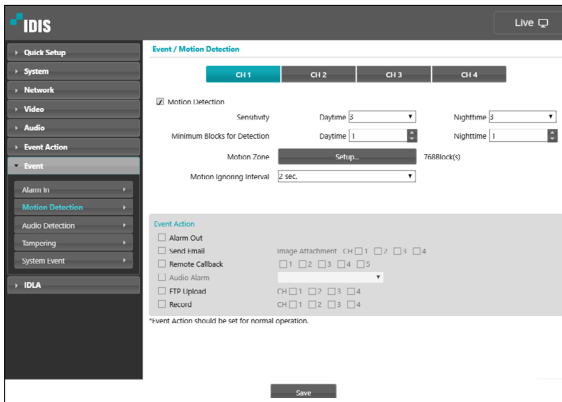 IDIS
Live
Quick Setup
System
Network
Video
Audio
Event Action
Event
Alarm In
Motion Detection
Audio Detection
Tampering
System Event
IDLA
Event / Motion Detection
CH 1 CH 2 CH 3 CH 4
Motion Detection
Sensitivity Daytime 3 Nighttime 3
Minimum Blocks for Detection Daytime 1 Nighttime 1
Motion Zone Setup... 768Block(s)
Motion Ignoring Interval 2 sec.
Event Action
Alarm Out
Send Email Image Attachment CH 1 2 3 4
Remote Callback 1 2 3 4 5
Audio Alarm
FTP Upload CH 1 2 3 4
Record CH 1 2 3 4
*Event Action should be set for normal operation.
Save